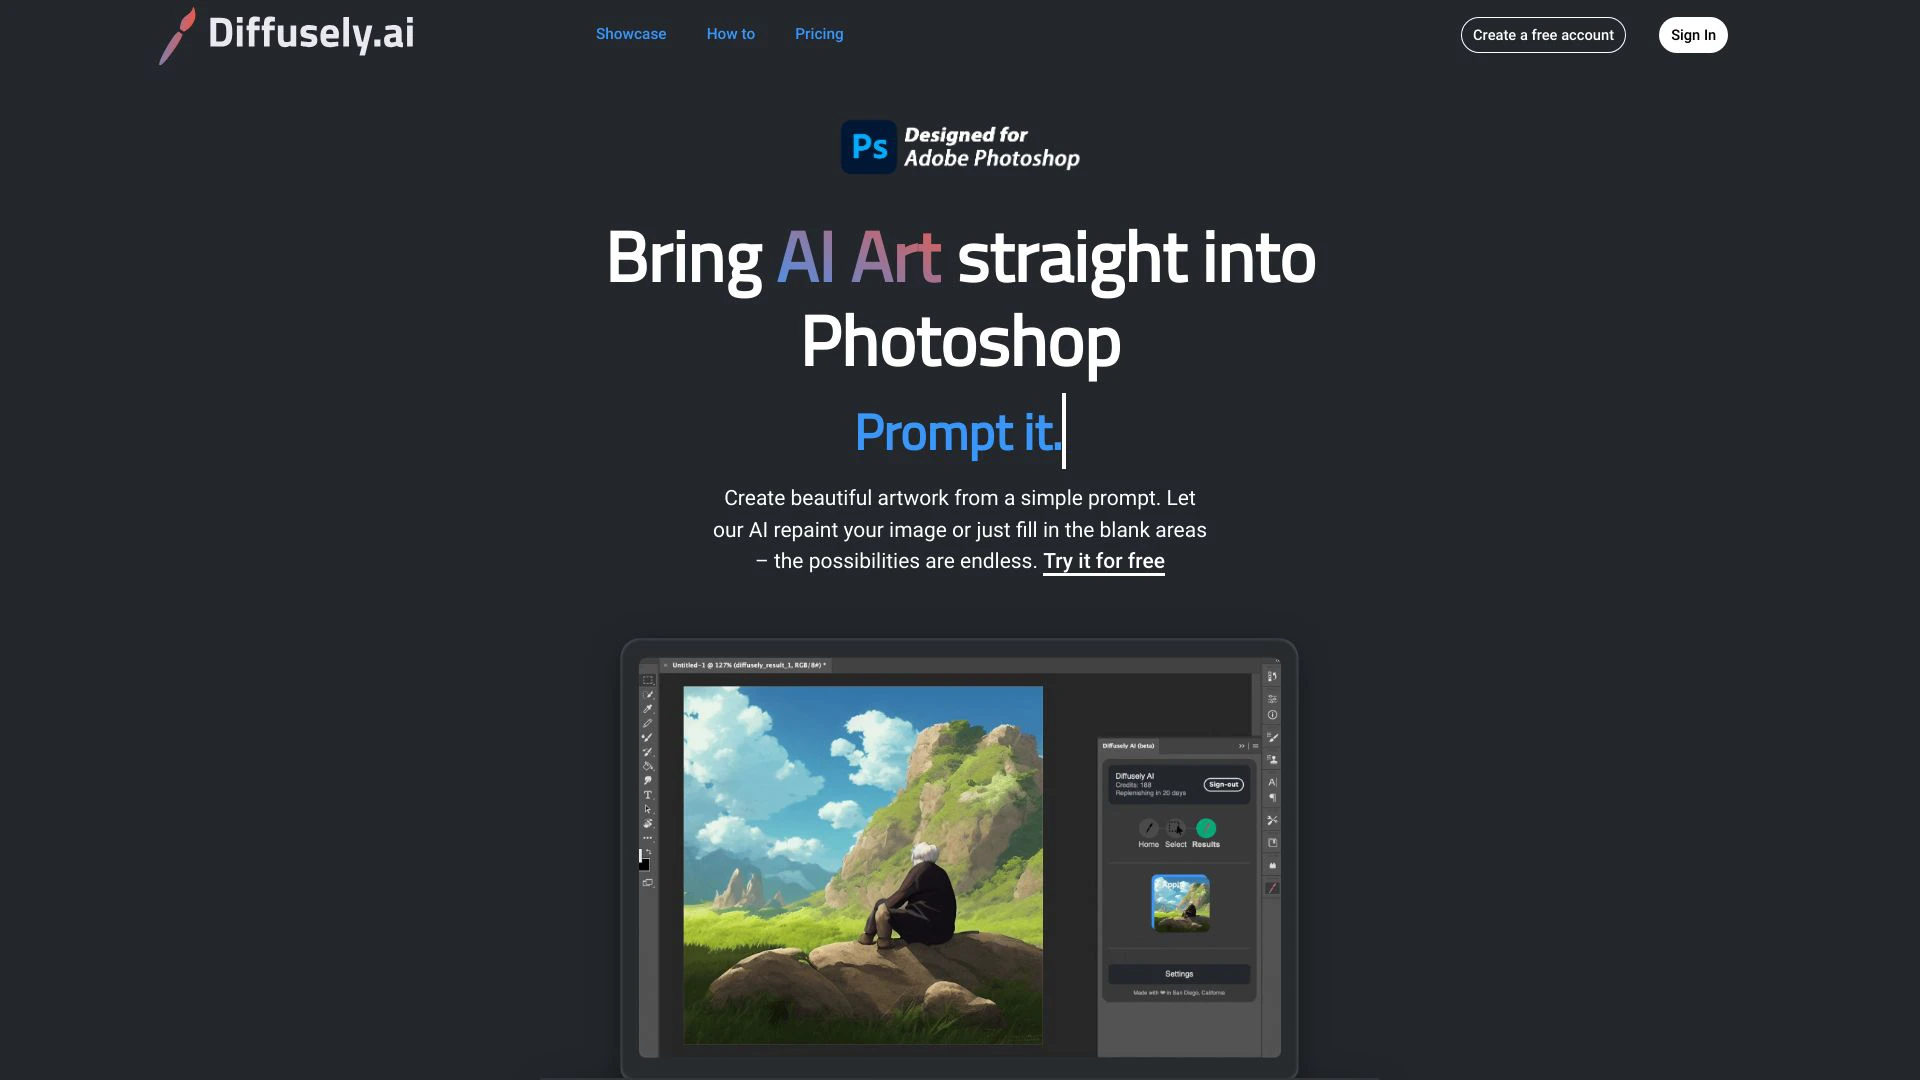 Diffusely.ai
Showcase
How to
Pricing
Create a free account
Sign In
Ps
Designed for
Adobe Photoshop
Bring AI Art straight into
Photoshop
Prompt it.
Create beautiful artwork from a simple prompt. Let
our AI repaint your image or just fill in the blank areas
– the possibilities are endless. Try it for free
Untitled-1 @ 127% (diffusely_result_1, RGB/8#) *
Diffusely AI (beta)
Diffusely AI
Credits: 188
Replenishing in 20 days
Sign-out
Home
Select
Results
Apply
Settings
Made with ❤ in San Diego, California